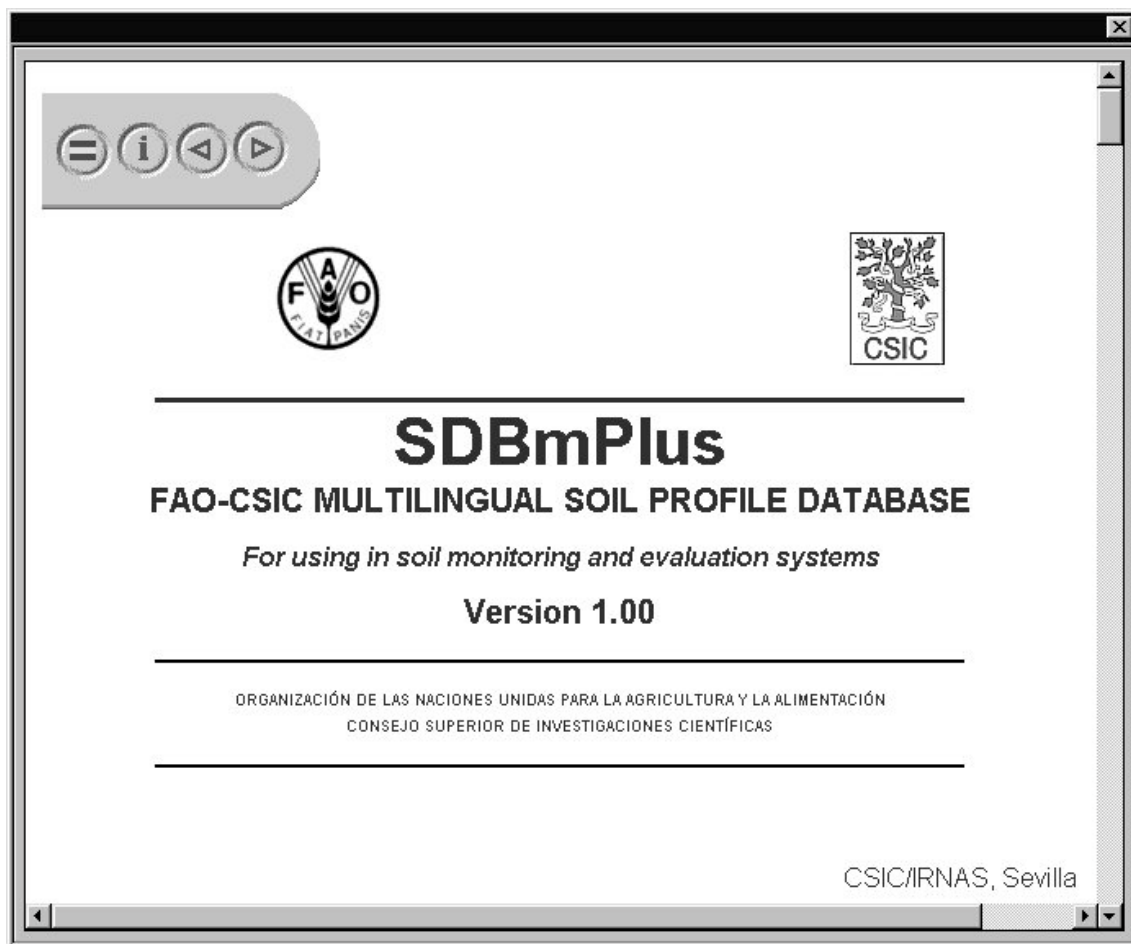 FAO
FIAT PANIS
CSIC
SDBmPlus
FAO-CSIC MULTILINGUAL SOIL PROFILE DATABASE
For using in soil monitoring and evaluation systems
Version 1.00
ORGANIZACIÓN DE LAS NACIONES UNIDAS PARA LA AGRICULTURA Y LA ALIMENTACIÓN
CONSEJO SUPERIOR DE INVESTIGACIONES CIENTÍFICAS
CSIC/IRNAS, Sevilla